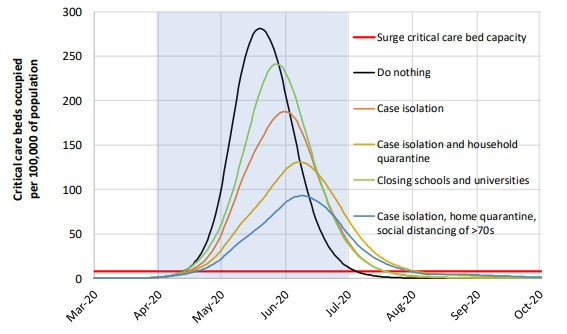 Critical care beds occupied
per 100,000 of population
300
250
200
150
100
50
0
Mar-20
Apr-20
May-20
Jun-20
Jul-20
Aug-20
Sep-20
Oct-20
Surge critical care bed capacity
Do nothing
Case isolation
Case isolation and household
quarantine
Closing schools and universities
Case isolation, home quarantine,
social distancing of >70s